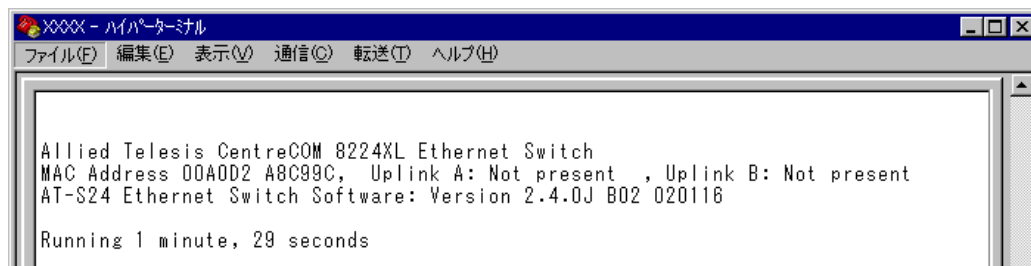 XXXX - ハイパーターミナル
ファイル(F) 編集(E) 表示(V) 通信(C) 転送(T) ヘルプ(H)
Allied Telesis CentreCOM 8224XL Ethernet Switch
MAC Address 00A0D2 A8C99C, Uplink A: Not present , Uplink B: Not present
AT-S24 Ethernet Switch Software: Version 2.4.0J B02 020116
Running 1 minute, 29 seconds